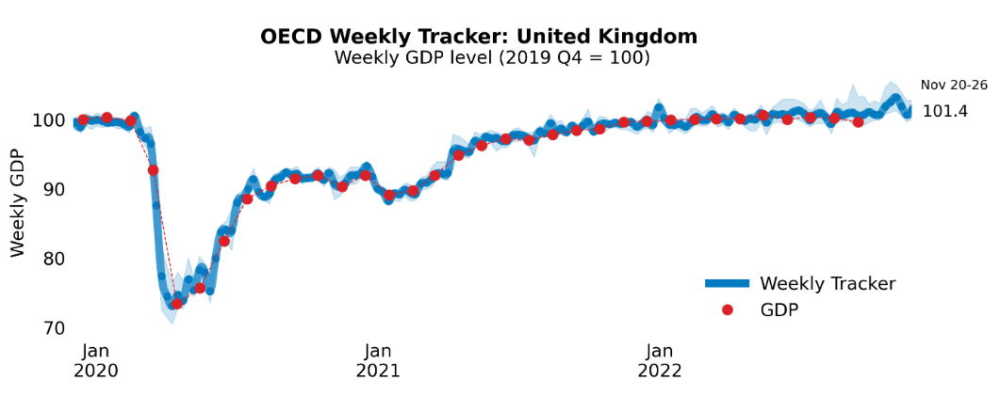 OECD Weekly Tracker: United Kingdom
Weekly GDP level (2019 Q4 = 100)
Nov 20-26
101.4
Weekly GDP
100
90
80
70
Weekly Tracker
GDP
Jan
2020
Jan
2021
Jan
2022